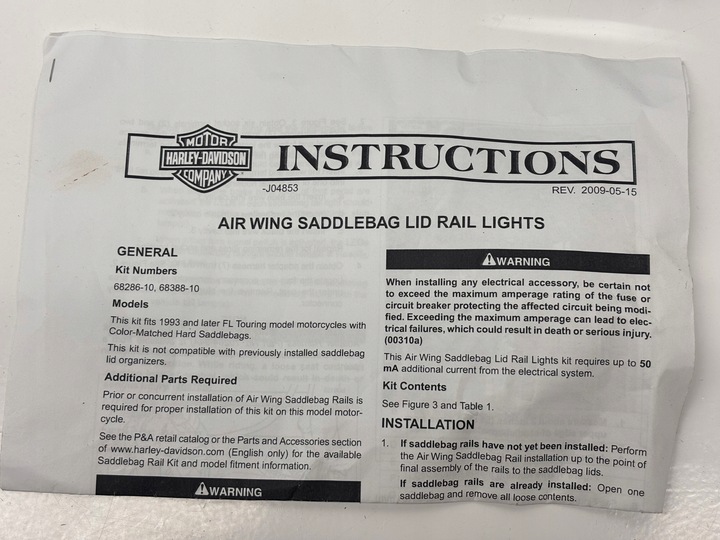 MOTOR
HARLEY-DAVIDSON
COMPANY
INSTRUCTIONS
-J04853
REV. 2009-05-15
AIR WING SADDLEBAG LID RAIL LIGHTS
GENERAL
Kit Numbers
68286-10, 68388-10
Models
This kit fits 1993 and later FL Touring model motorcycles with
Color-Matched Hard Saddlebags.
This kit is not compatible with previously installed saddlebag
lid organizers.
Additional Parts Required
Prior or concurrent installation of Air Wing Saddlebag Rails is
required for proper installation of this kit on this model motor-
cycle.
See the P&A retail catalog or the Parts and Accessories section
of www.harley-davidson.com (English only) for the available
Saddlebag Rail Kit and model fitment information.
WARNING
WARNING
When installing any electrical accessory, be certain not
to exceed the maximum amperage rating of the fuse or
circuit breaker protecting the affected circuit being modi-
fied. Exceeding the maximum amperage can lead to elec-
trical failures, which could result in death or serious injury.
(00310a)
This Air Wing Saddlebag Lid Rail Lights kit requires up to 50
mA additional current from the electrical system.
Kit Contents
See Figure 3 and Table 1.
INSTALLATION
1. If saddlebag rails have not yet been installed: Perform
the Air Wing Saddlebag Rail installation up to the point of
final assembly of the rails to the saddlebag lids.
If saddlebag rails are already installed: Open one
saddlebag and remove all loose contents.